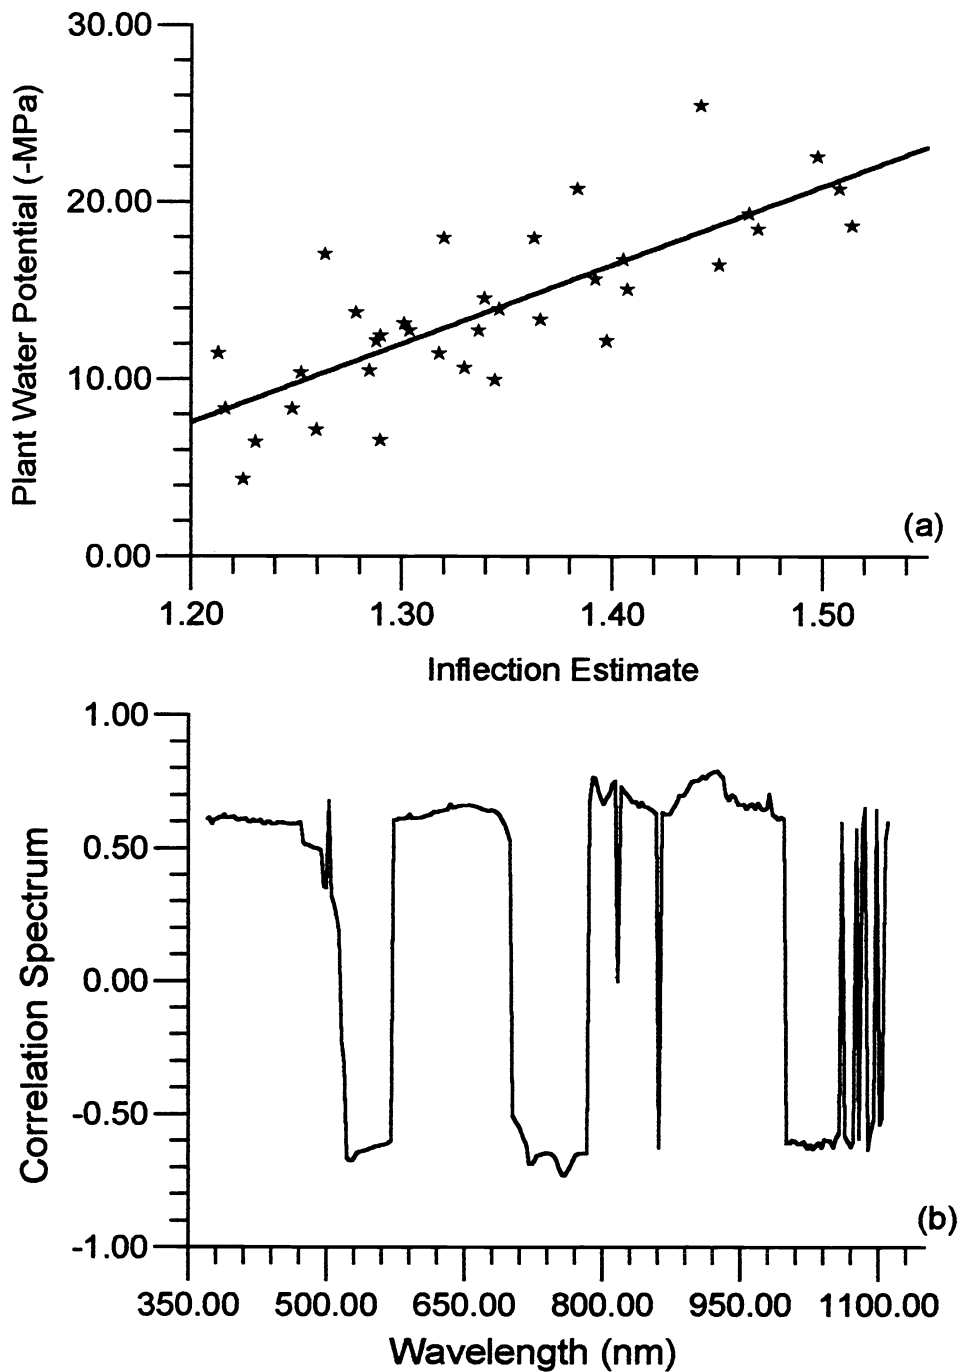 30.00
20.00
10.00
0.00
Plant Water Potential (-MPa)
(a)
1.20 1.30 1.40 1.50
Inflection Estimate
1.00
0.50
0.00
-0.50
-1.00
Correlation Spectrum
(b)
350.00 500.00 650.00 800.00 950.00 1100.00
Wavelength (nm)